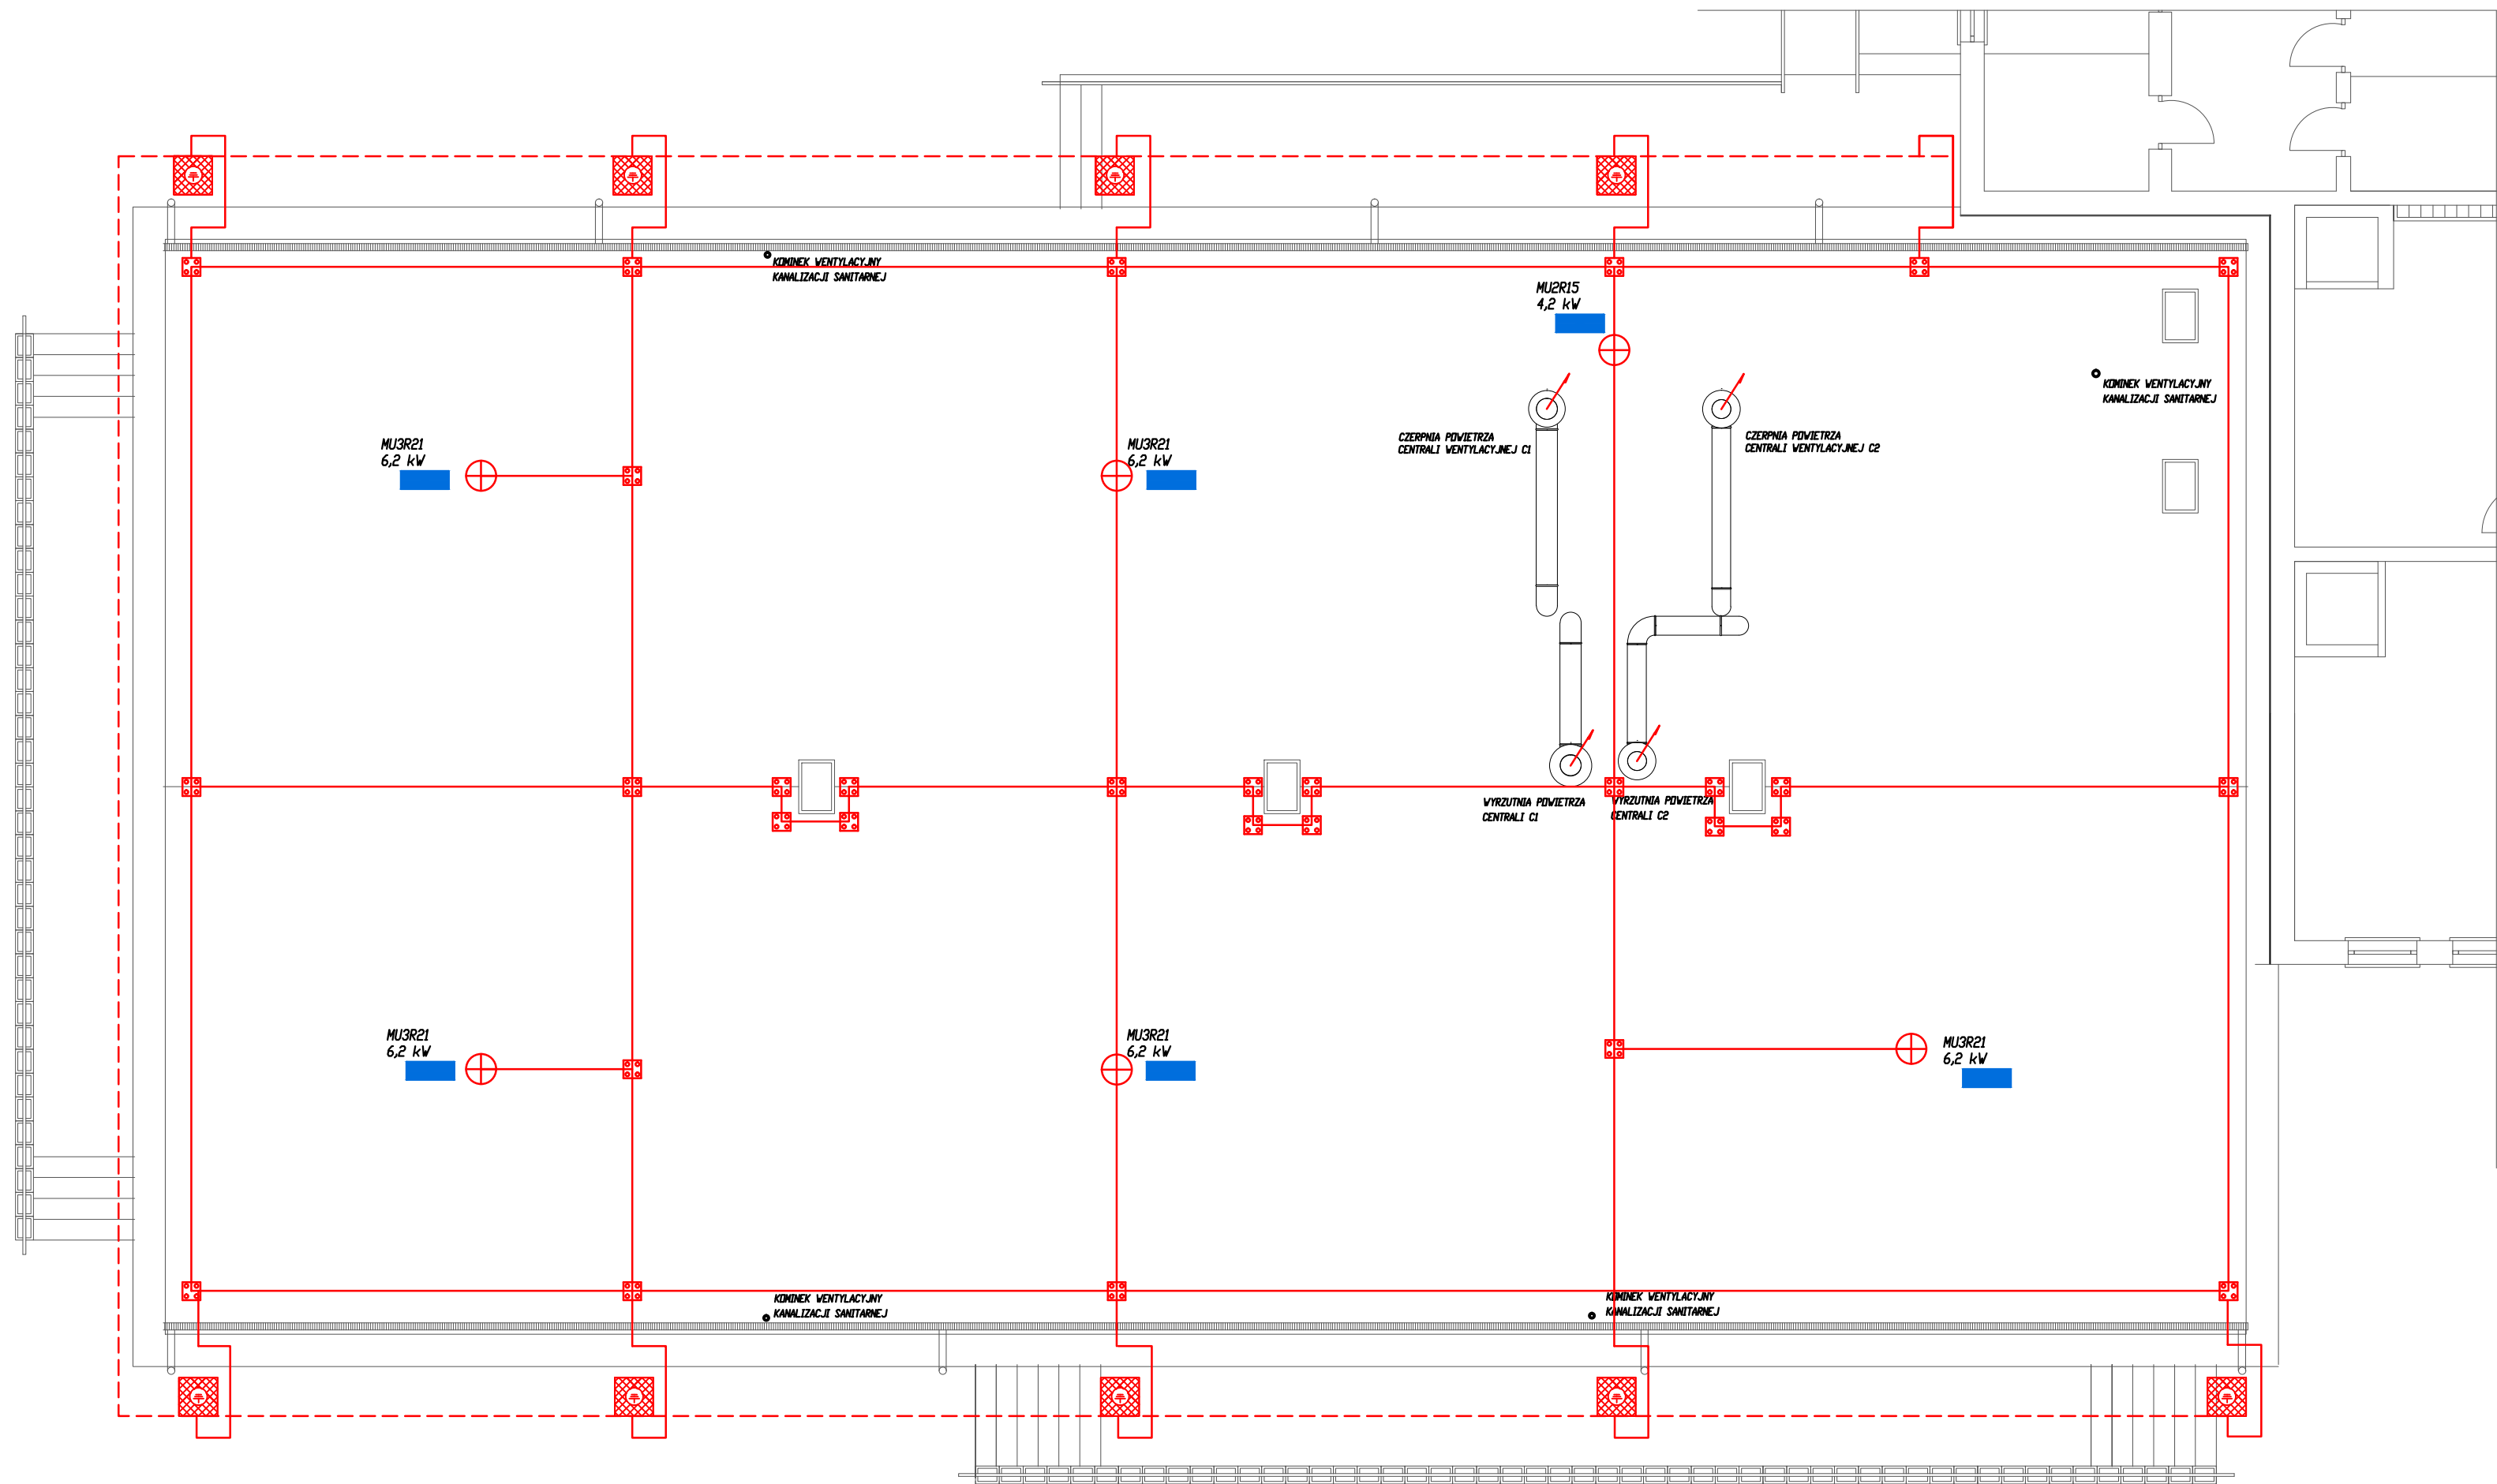 KOMINEK WENTYLACYJNY
KANALIZACJI SANITARNEJ
MU2R15
4,2 kW
KOMINEK WENTYLACYJNY
KANALIZACJI SANITARNEJ
MU3R21
6,2 kW
MU3R21
6,2 kW
CZERPNIA POWIETRZA
CENTRALI WENTYLACYJNEJ C1
CZERPNIA POWIETRZA
CENTRALI WENTYLACYJNEJ C2
WYRZUTNIA POWIETRZA
CENTRALI C1
WYRZUTNIA POWIETRZA
CENTRALI C2
MU3R21
6,2 kW
MU3R21
6,2 kW
MU3R21
6,2 kW
KOMINEK WENTYLACYJNY
KANALIZACJI SANITARNEJ
KOMINEK WENTYLACYJNY
KANALIZACJI SANITARNEJ